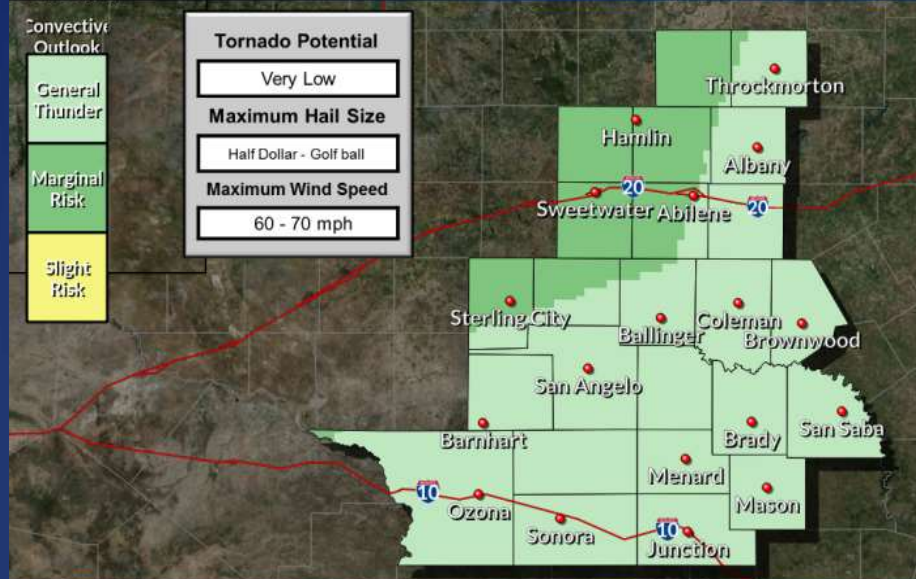 Convective
Outlook
General
Thunder
Marginal
Risk
Slight
Risk
Tornado Potential
Very Low
Maximum Hail Size
Half Dollar - Golf ball
Maximum Wind Speed
60 - 70 mph
Throckmorton
Hamlin
Albany
20
Sweetwater
Abilene
20
Sterling City
Ballinger
Coleman
Brownwood
San Angelo
Barnhart
Brady
San Saba
Menard
10
Ozona
Mason
Sonora
10
Junction